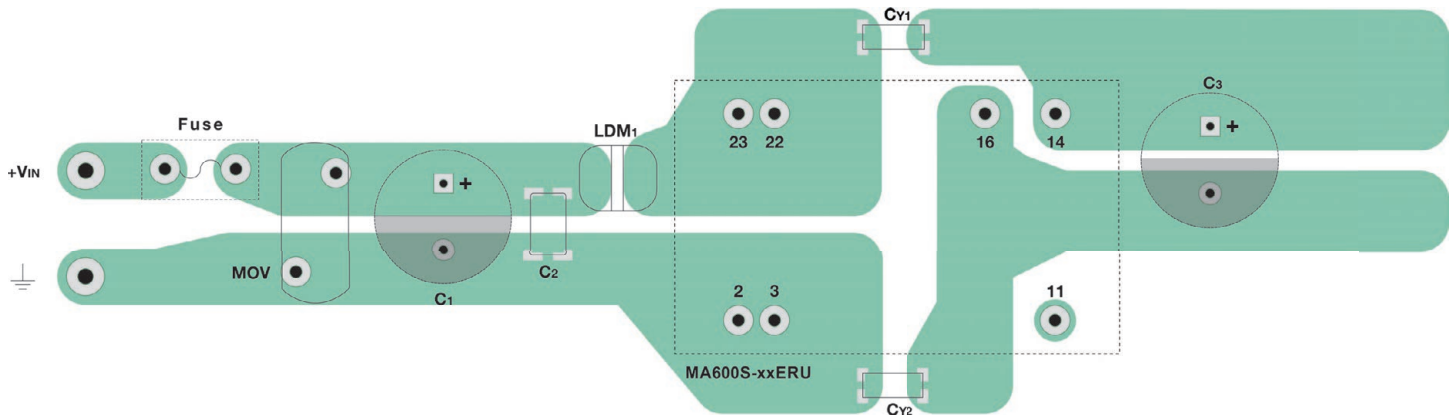 CY1
C3
Fuse
LDM1
+
23 22
16
14
+VIN
+
MOV
C2
C1
2 3
11
MA600S-xxERU
CY2